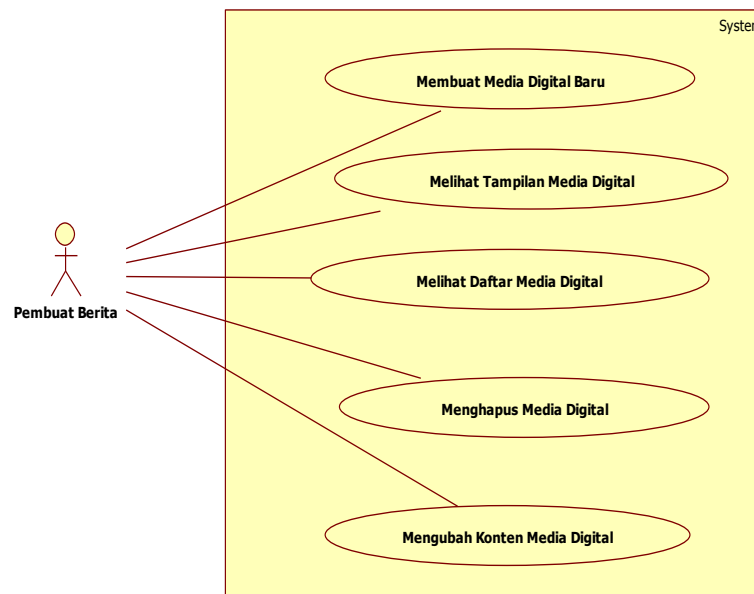 System
Membuat Media Digital Baru
Melihat Tampilan Media Digital
Melihat Daftar Media Digital
Pembuat Berita
Menghapus Media Digital
Mengubah Konten Media Digital